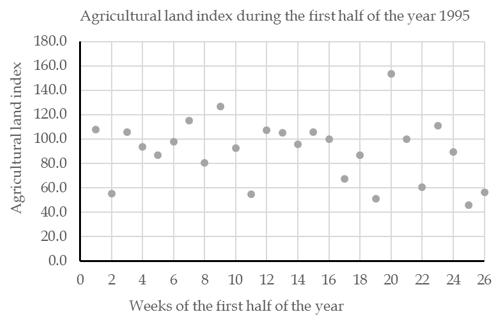 Agricultural land index during the first half of the year 1995
180.0
160.0
140.0
120.0
100.0
80.0
60.0
40.0
20.0
0.0
Agricultural land index
0 2 4 6 8 10 12 14 16 18 20 22 24 26
Weeks of the first half of the year